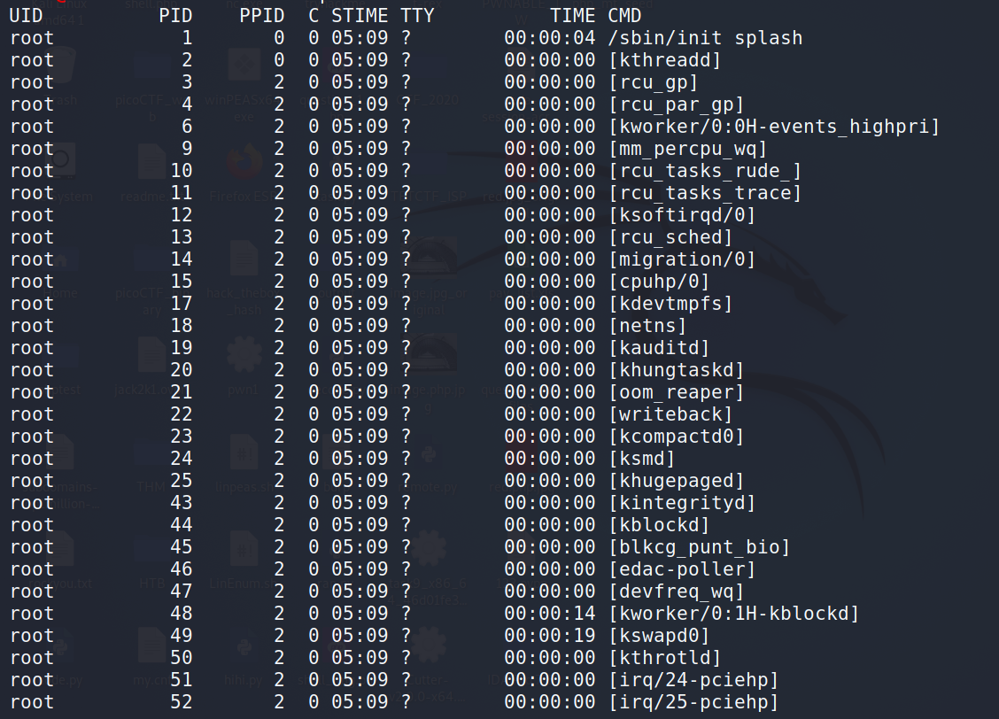 UID PID PPID C STIME TTY TIME CMD
root 1 0 0 05:09 ? 00:00:04 /sbin/init splash
root 2 0 0 05:09 ? 00:00:00 [kthreadd]
root 3 2 0 05:09 ? 00:00:00 [rcu_gp]
root 4 2 0 05:09 ? 00:00:00 [rcu_par_gp]
root 6 2 0 05:09 ? 00:00:00 [kworker/0:0H-events_highpri]
root 9 2 0 05:09 ? 00:00:00 [mm_percpu_wq]
root 10 2 0 05:09 ? 00:00:00 [rcu_tasks_rude_]
root 11 2 0 05:09 ? 00:00:00 [rcu_tasks_trace]
root 12 2 0 05:09 ? 00:00:00 [ksoftirqd/0]
root 13 2 0 05:09 ? 00:00:00 [rcu_sched]
root 14 2 0 05:09 ? 00:00:00 [migration/0]
root 15 2 0 05:09 ? 00:00:00 [cpuhp/0]
root 17 2 0 05:09 ? 00:00:00 [kdevtmpfs]
root 18 2 0 05:09 ? 00:00:00 [netns]
root 19 2 0 05:09 ? 00:00:00 [kauditd]
root 20 2 0 05:09 ? 00:00:00 [khungtaskd]
root 21 2 0 05:09 ? 00:00:00 [oom_reaper]
root 22 2 0 05:09 ? 00:00:00 [writeback]
root 23 2 0 05:09 ? 00:00:00 [kcompactd0]
root 24 2 0 05:09 ? 00:00:00 [ksmd]
root 25 2 0 05:09 ? 00:00:00 [khugepaged]
root 43 2 0 05:09 ? 00:00:00 [kintegrityd]
root 44 2 0 05:09 ? 00:00:00 [kblockd]
root 45 2 0 05:09 ? 00:00:00 [blkcg_punt_bio]
root 46 2 0 05:09 ? 00:00:00 [edac-poller]
root 47 2 0 05:09 ? 00:00:00 [devfreq_wq]
root 48 2 0 05:09 ? 00:00:14 [kworker/0:1H-kblockd]
root 49 2 0 05:09 ? 00:00:19 [kswapd0]
root 50 2 0 05:09 ? 00:00:00 [kthrotld]
root 51 2 0 05:09 ? 00:00:00 [irq/24-pciehp]
root 52 2 0 05:09 ? 00:00:00 [irq/25-pciehp]